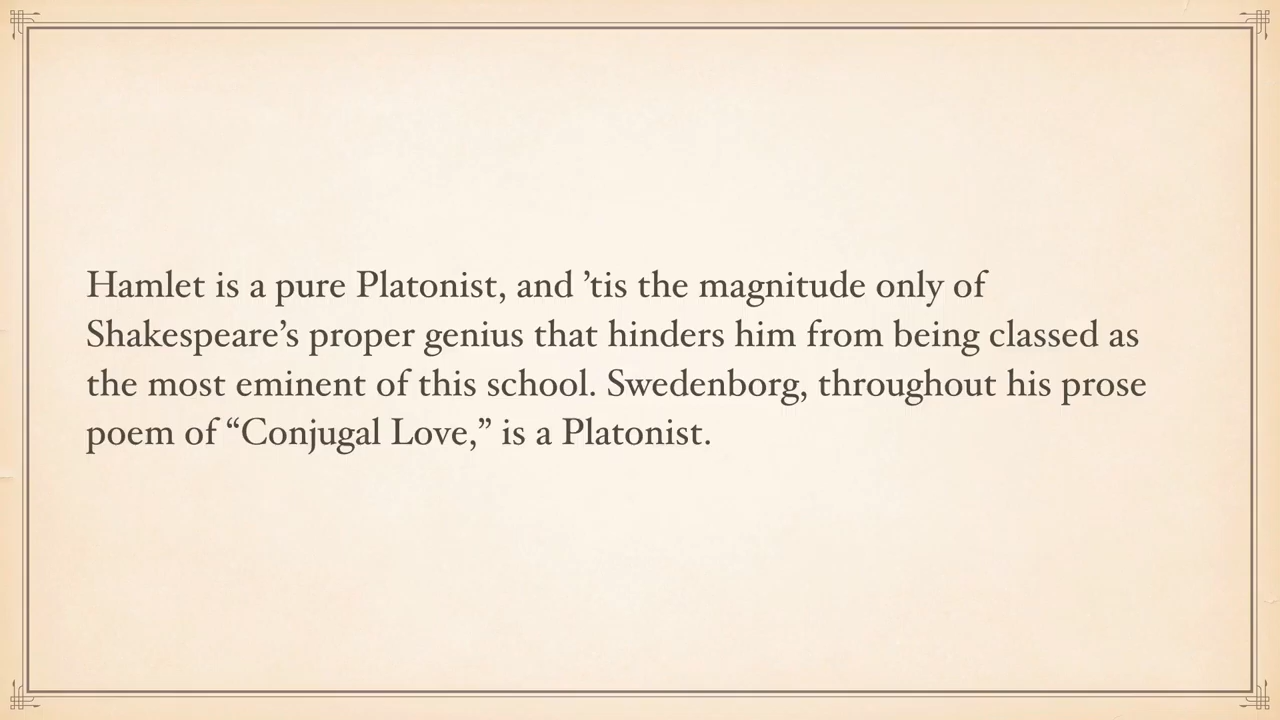 Hamlet is a pure Platonist, and ’tis the magnitude only of
Shakespeare’s proper genius that hinders him from being classed as
the most eminent of this school. Swedenborg, throughout his prose
poem of “Conjugal Love,” is a Platonist.